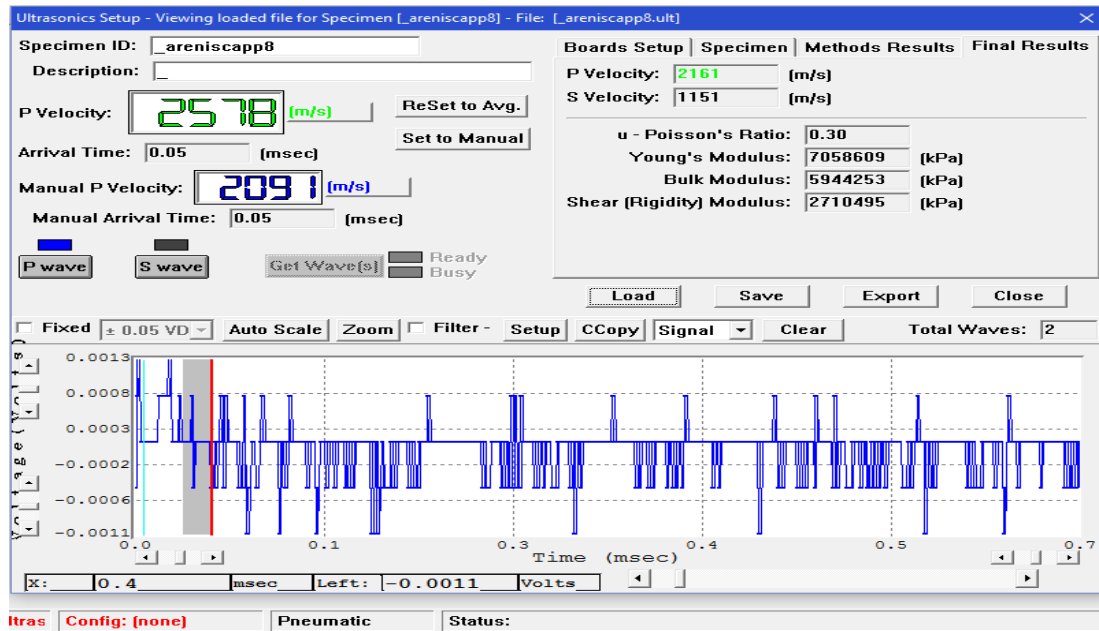 Ultrasonics Setup - Viewing loaded file for Specimen [_areniscapp8] - File: [_areniscapp8.ult]
Specimen ID: _areniscapp8
Description: _
P Velocity: 2578 (m/s) ReSet to Avg.
Set to Manual
Arrival Time: 0.05 (msec)
Manual P Velocity: 2091 (m/s)
Manual Arrival Time: 0.05 (msec)
P wave S wave Get Wave(s) Ready
Busy
Boards Setup Specimen Methods Results Final Results
P Velocity: 2161 (m/s)
S Velocity: 1151 (m/s)
u - Poisson's Ratio: 0.30
Young's Modulus: 7058609 (kPa)
Bulk Modulus: 5944253 (kPa)
Shear (Rigidity) Modulus: 2710495 (kPa)
Load Save Export Close
Fixed ± 0.05 VD Auto Scale Zoom Filter - Setup CCopy Signal Clear Total Waves: 2
0.0013
0.0008
0.0003
-0.0002
-0.0006
-0.0011
0.0 0.1 0.3 0.4 0.5 0.7
Time (msec)
X: 0.4 msec Left: -0.0011 Volts
ltras Config: (none) Pneumatic Status: